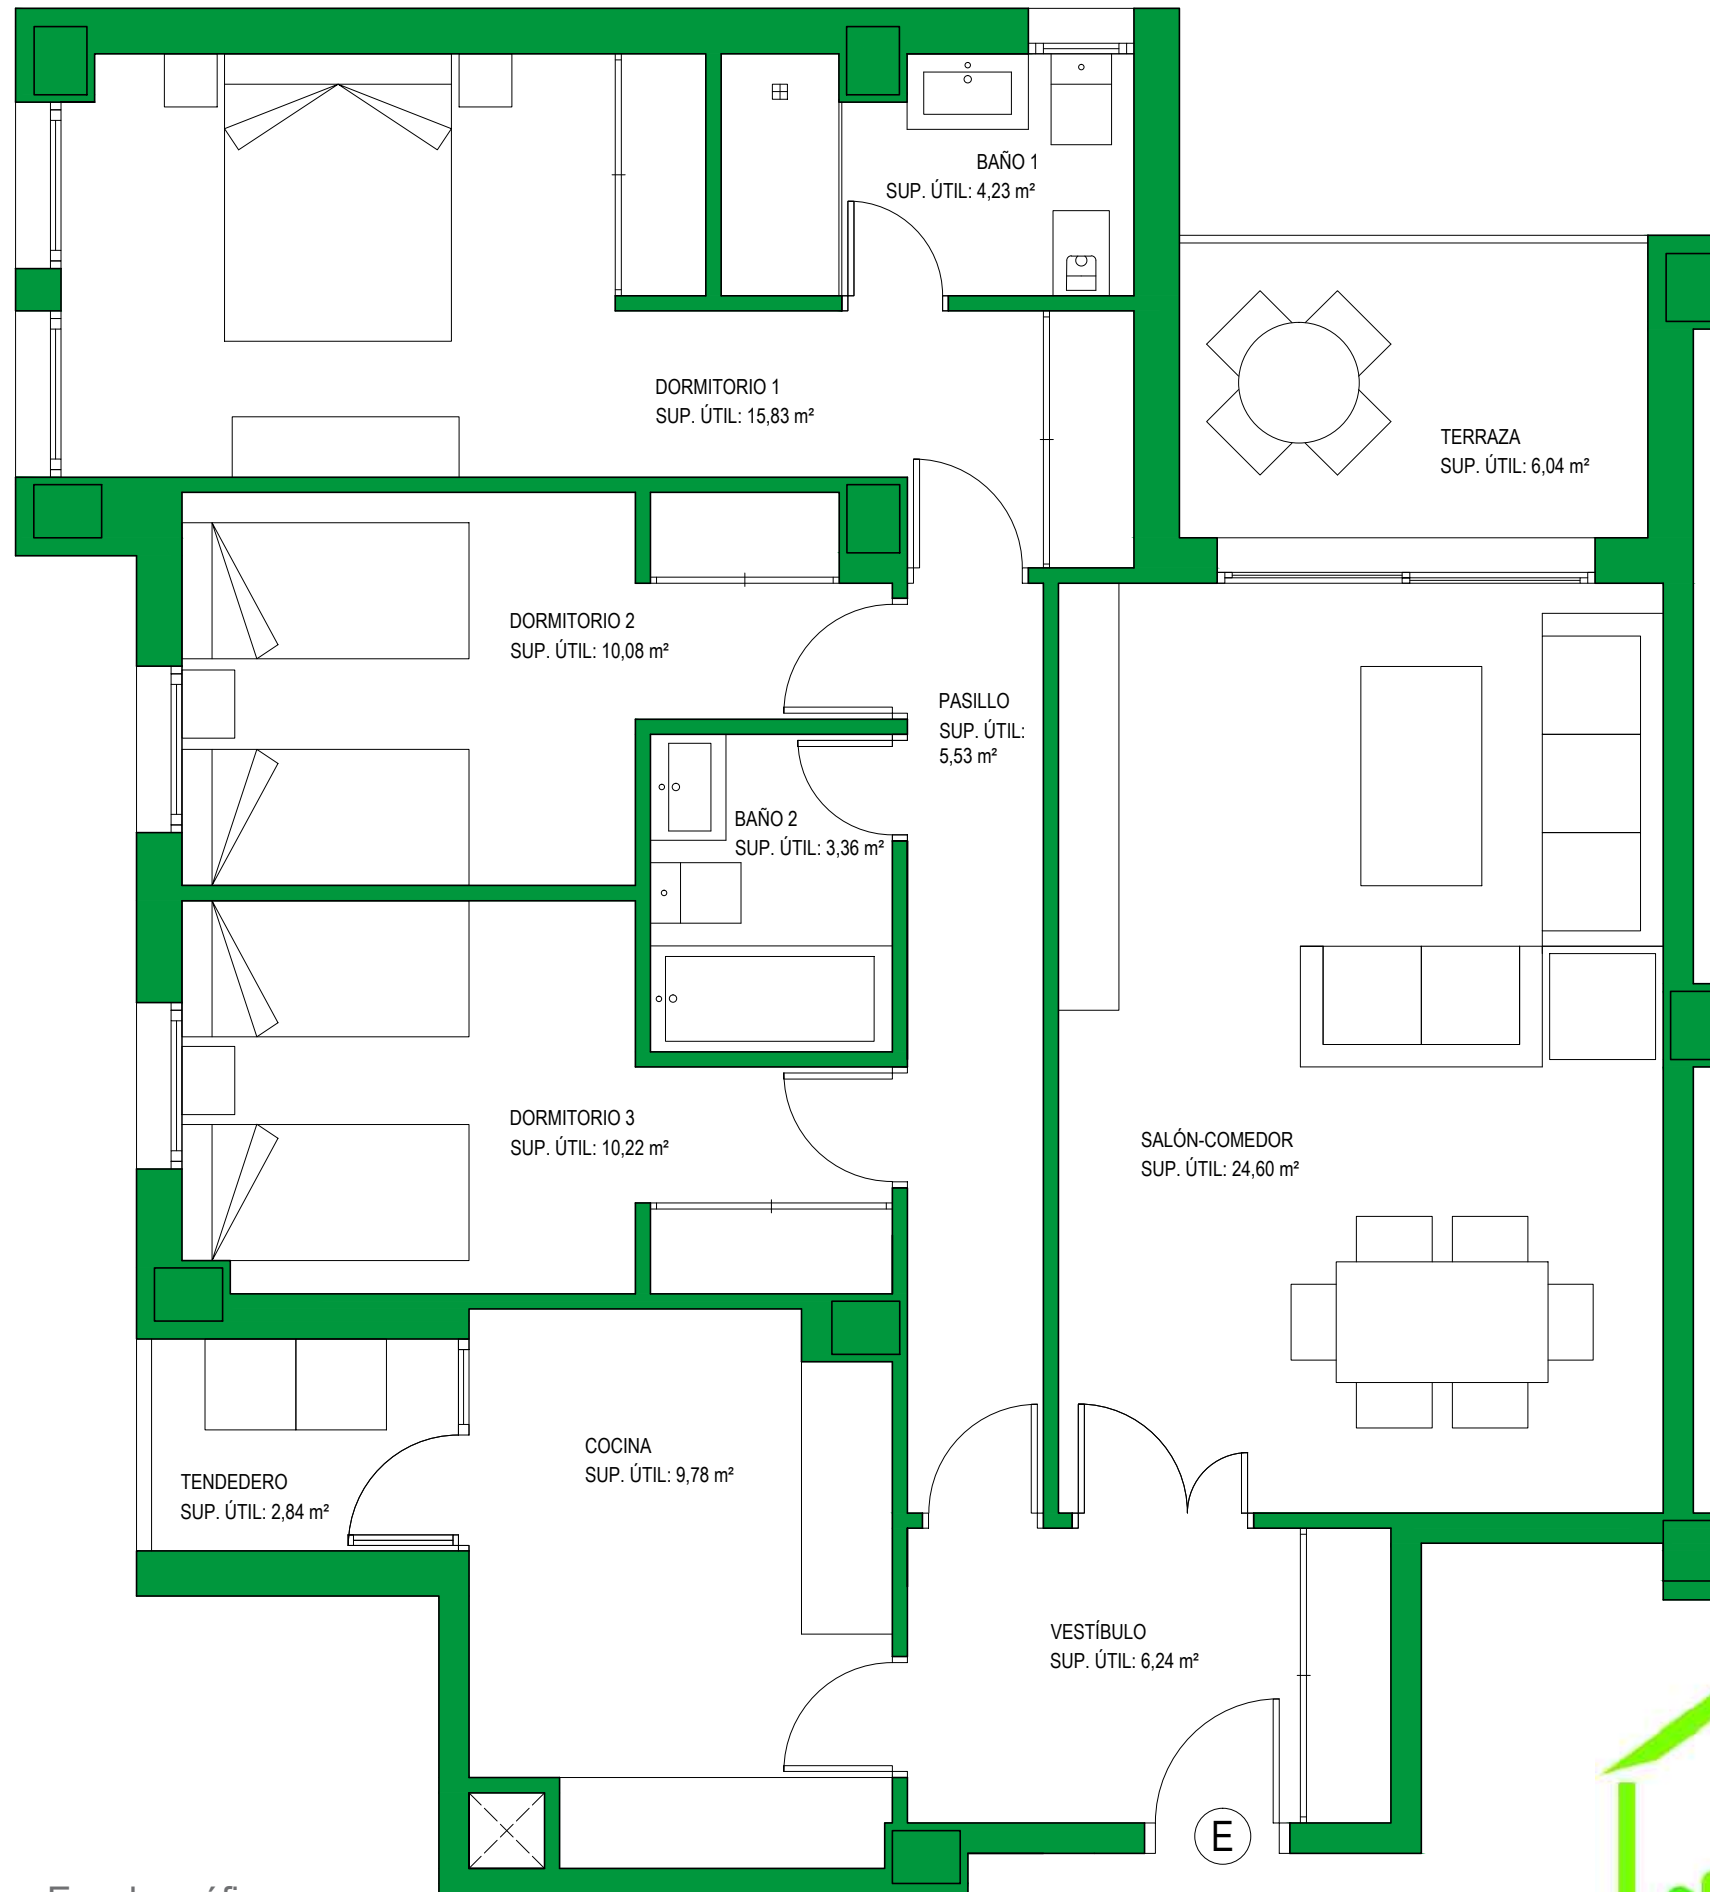 BAÑO 1
SUP. ÚTIL: 4,23 m²
DORMITORIO 1
SUP. ÚTIL: 15,83 m²
TERRAZA
SUP. ÚTIL: 6,04 m²
DORMITORIO 2
SUP. ÚTIL: 10,08 m²
PASILLO
SUP. ÚTIL:
5,53 m²
BAÑO 2
SUP. ÚTIL: 3,36 m²
DORMITORIO 3
SUP. ÚTIL: 10,22 m²
SALÓN-COMEDOR
SUP. ÚTIL: 24,60 m²
COCINA
SUP. ÚTIL: 9,78 m²
TENDEDERO
SUP. ÚTIL: 2,84 m²
VESTÍBULO
SUP. ÚTIL: 6,24 m²
E